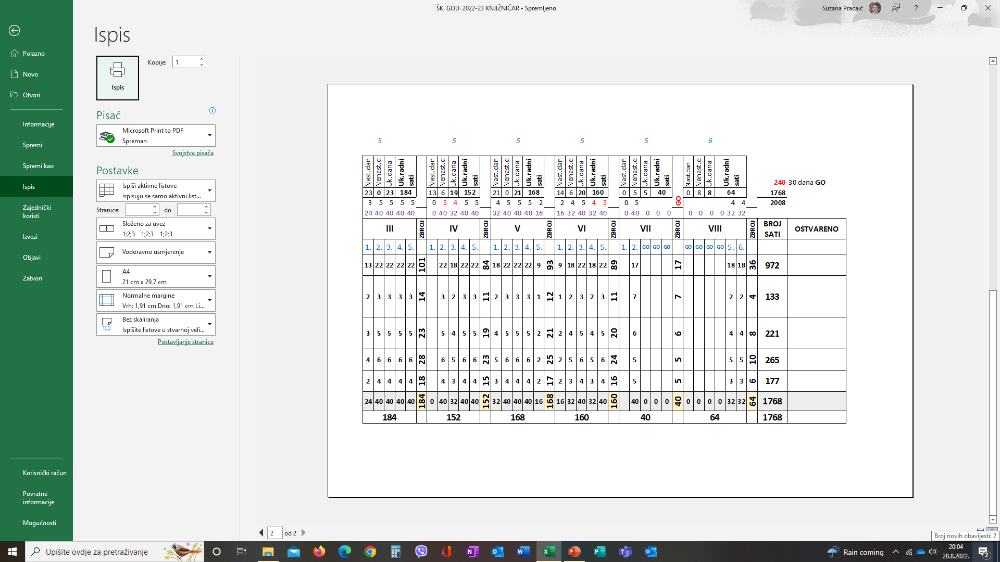 ŠK. GOD. 2022-23 KNJIŽNIČAR • Spremljeno
Suzana Pracaić
?
Polazno
Novo
Otvori
Informacije
Spremi
Spremi kao
Ispis
Zajednički
koristi
Izvezi
Objavi
Zatvori
Korisnički račun
Povratne
informacije
Mogućnosti
Ispis
Ispis
Kopije: 1
Pisač
Microsoft Print to PDF
Spreman
Svojstva pisača
Postavke
Ispiši aktivne listove
Ispisuju se samo aktivni list...
Stranice: do
Složeno za uvez
1;2;3 1;2;3 1;2;3
Vodoravno usmjerenje
A4
21 cm x 29,7 cm
Normalne margine
Vrh: 1,91 cm Dno: 1,91 cm Li...
Bez skaliranja
100
Ispišite listove u stvarnoj veli...
Postavljanje stranice
5 5 5 5 5 6
Nast.dan Nenast.d Uk.dana Uk.radni sati Nast.dan Nenast.d Uk.dana Uk.radni sati Nast.dan Nenast.d Uk.dana Uk.radni sati Nast.dan Nenast.d Uk.dana Uk.radni sati Nast.dan Nenast.d Uk.dana Uk.radni sati Nast.dan Nenast.d Uk.dana Uk.radni sati
240 30 dana GO
23 0 23 184 13 6 19 152 21 0 21 168 14 6 20 160 0 5 5 40 0 8 8 64 1768
3 5 5 5 5 0 5 4 5 5 4 5 5 5 2 2 4 5 4 5 0 5 GO 4 4 2008
24 40 40 40 40 0 40 32 40 40 32 40 40 40 16 16 32 40 32 40 0 40 0 0 0 0 0 0 0 32 32
III ZBROJ IV ZBROJ V ZBROJ VI ZBROJ VII ZBROJ VIII ZBROJ BROJ SATI OSTVARENO
1. 2. 3. 4. 5. 1. 2. 3. 4. 5. 1. 2. 3. 4. 5. 1. 2. 3. 4. 5. 1. 2. GO GO GO GO GO GO GO 5. 6.
13 22 22 22 22 101 22 18 22 22 84 18 22 22 22 9 93 9 18 22 18 22 89 17 17 18 18 36 972
2 3 3 3 3 14 3 2 3 3 11 2 3 3 3 1 12 1 2 3 2 3 11 7 7 2 2 4 133
3 5 5 5 5 23 5 4 5 5 19 4 5 5 5 2 21 2 4 5 4 5 20 6 6 4 4 8 221
4 6 6 6 6 28 6 5 6 6 23 5 6 6 6 2 25 2 5 6 5 6 24 5 5 5 5 10 265
2 4 4 4 4 18 4 3 4 4 15 3 4 4 4 2 17 2 3 4 3 4 16 5 5 3 3 6 177
24 40 40 40 40 184 0 40 32 40 40 152 32 40 40 40 16 168 16 32 40 32 40 160 40 0 0 0 40 0 0 0 0 32 32 64 1768
184 152 168 160 40 64 1768
2 od 2
Broj novih obavijesti: 2
Upišite ovdje za pretraživanje
Rain coming
20:04
28.8.2022.
2